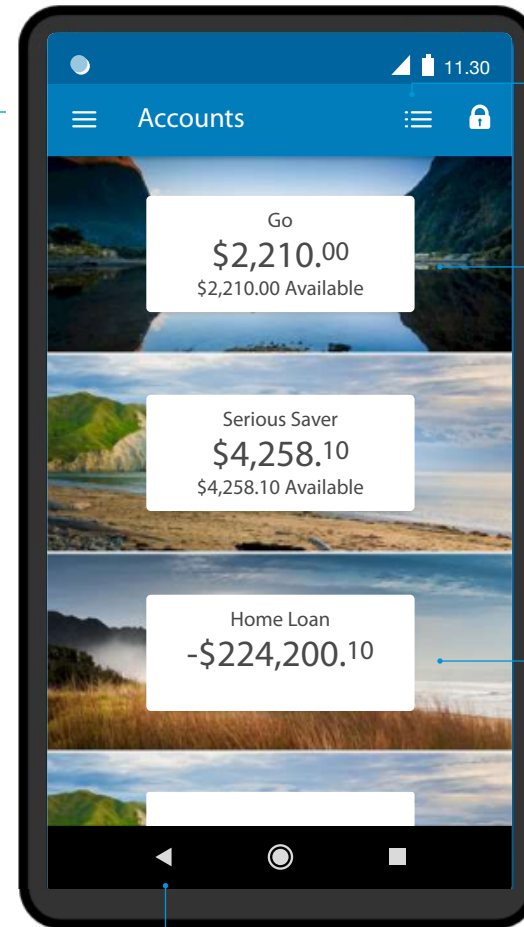 11.30
Accounts
Go
$2,210.00
$2,210.00 Available
Serious Saver
$4,258.10
$4,258.10 Available
Home Loan
-$224,200.10